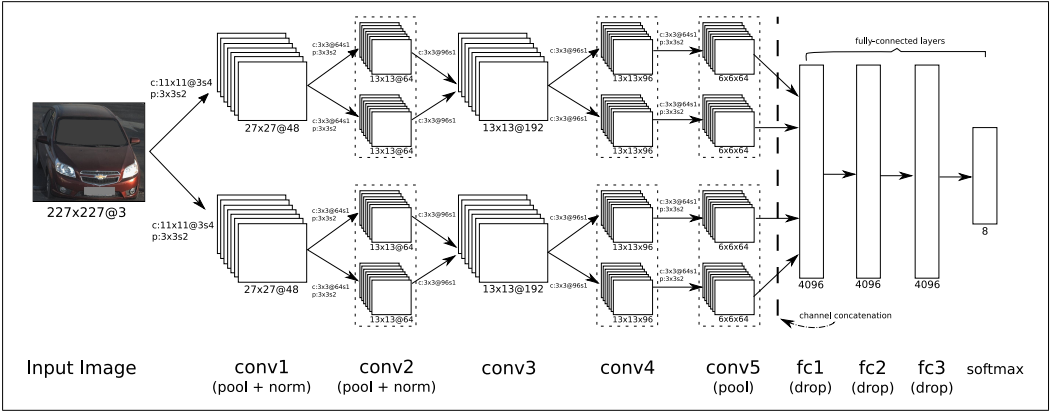 227x227@3
c:11x11@3s4
p:3x3s2
c:11x11@3s4
p:3x3s2
27x27@48
27x27@48
c:3x3@64s1
p:3x3s2
c:3x3@64s1
p:3x3s2
c:3x3@64s1
p:3x3s2
c:3x3@64s1
p:3x3s2
13x13@64
13x13@64
13x13@64
13x13@64
c:3x3@96s1
c:3x3@96s1
c:3x3@96s1
c:3x3@96s1
13x13@192
13x13@192
c:3x3@96s1
c:3x3@96s1
c:3x3@96s1
c:3x3@96s1
13x13x96
13x13x96
13x13x96
13x13x96
c:3x3@64s1
p:3x3s2
c:3x3@64s1
p:3x3s2
c:3x3@64s1
p:3x3s2
c:3x3@64s1
p:3x3s2
6x6x64
6x6x64
6x6x64
6x6x64
fully-connected layers
4096
4096
4096
8
channel concatenation
Input Image
conv1
(pool + norm)
conv2
(pool + norm)
conv3
conv4
conv5
(pool)
fc1
(drop)
fc2
(drop)
fc3
(drop)
softmax